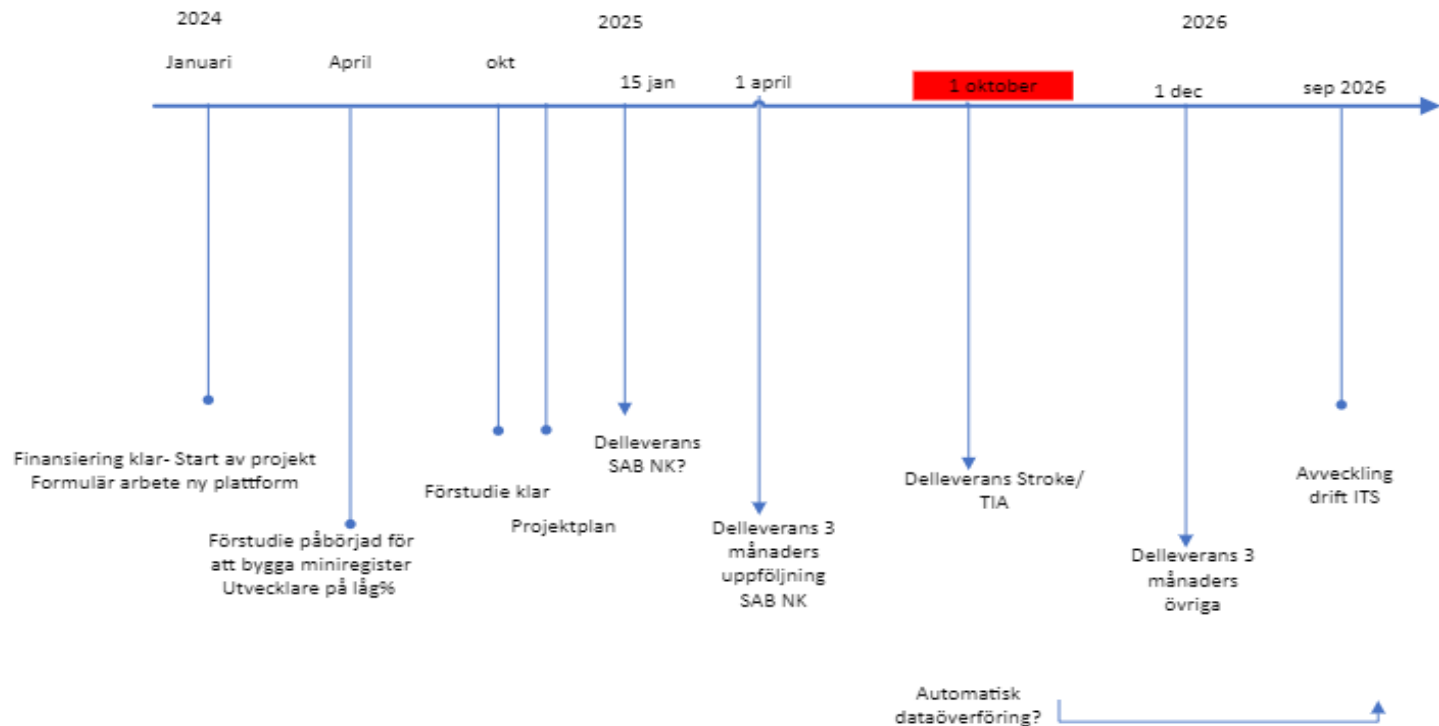 2024
2025
2026
Januari
April
okt
15 jan
1 april
1 oktober
1 dec
sep 2026
Finansiering klar- Start av projekt
Formulär arbete ny plattform
Förstudie påbörjad för
att bygga miniregister
Utvecklare på låg%
Förstudie klar
Projektplan
Delleverans
SAB NK?
Delleverans 3
månaders
uppföljning
SAB NK
Delleverans Stroke/
TIA
Delleverans 3
månaders
övriga
Avveckling
drift ITS
Automatisk
dataöverföring?